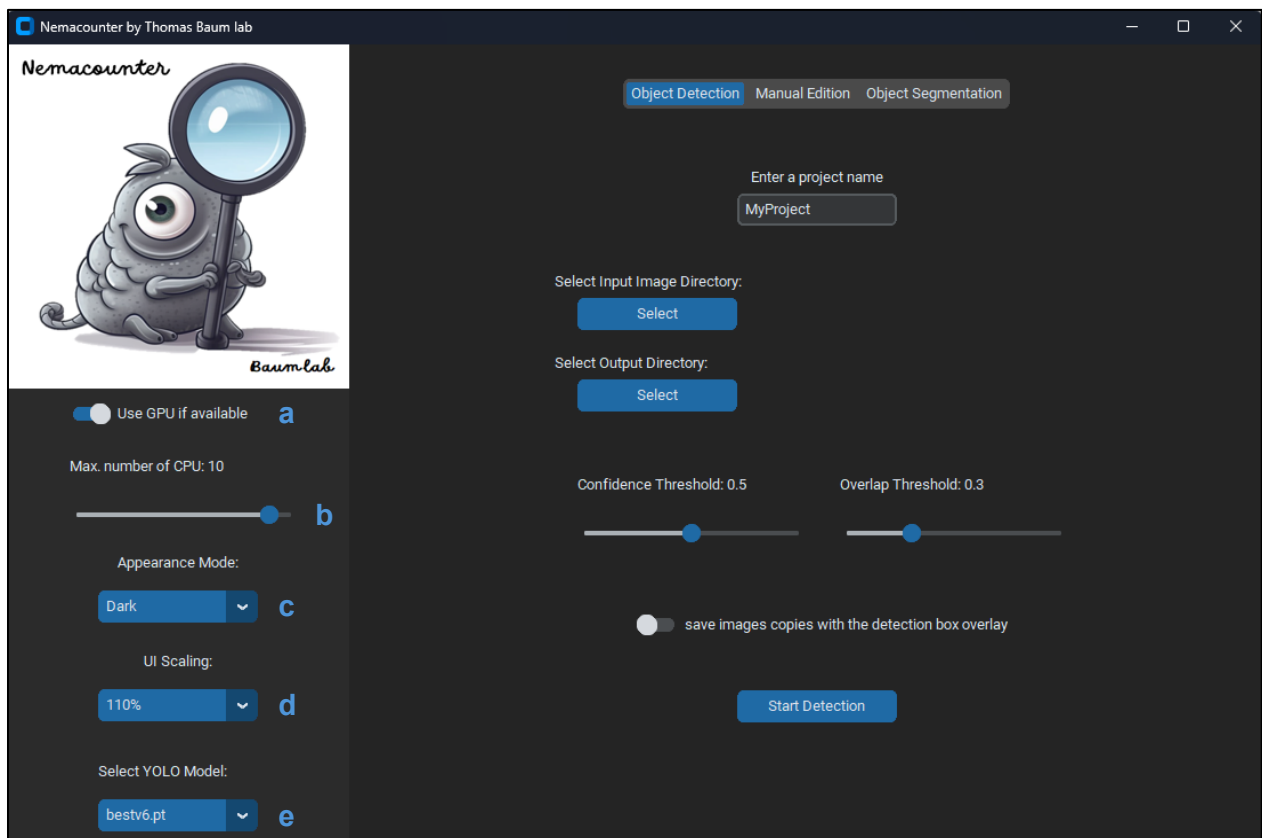 Nemacounter by Thomas Baum lab
Nemacounter
Baumlab
Use GPU if available a
Max. number of CPU: 10
b
Appearance Mode:
Dark c
UI Scaling:
110% d
Select YOLO Model:
bestv6.pt e
Object Detection Manual Edition Object Segmentation
Enter a project name
MyProject
Select Input Image Directory:
Select
Select Output Directory:
Select
Confidence Threshold: 0.5 Overlap Threshold: 0.3
save images copies with the detection box overlay
Start Detection